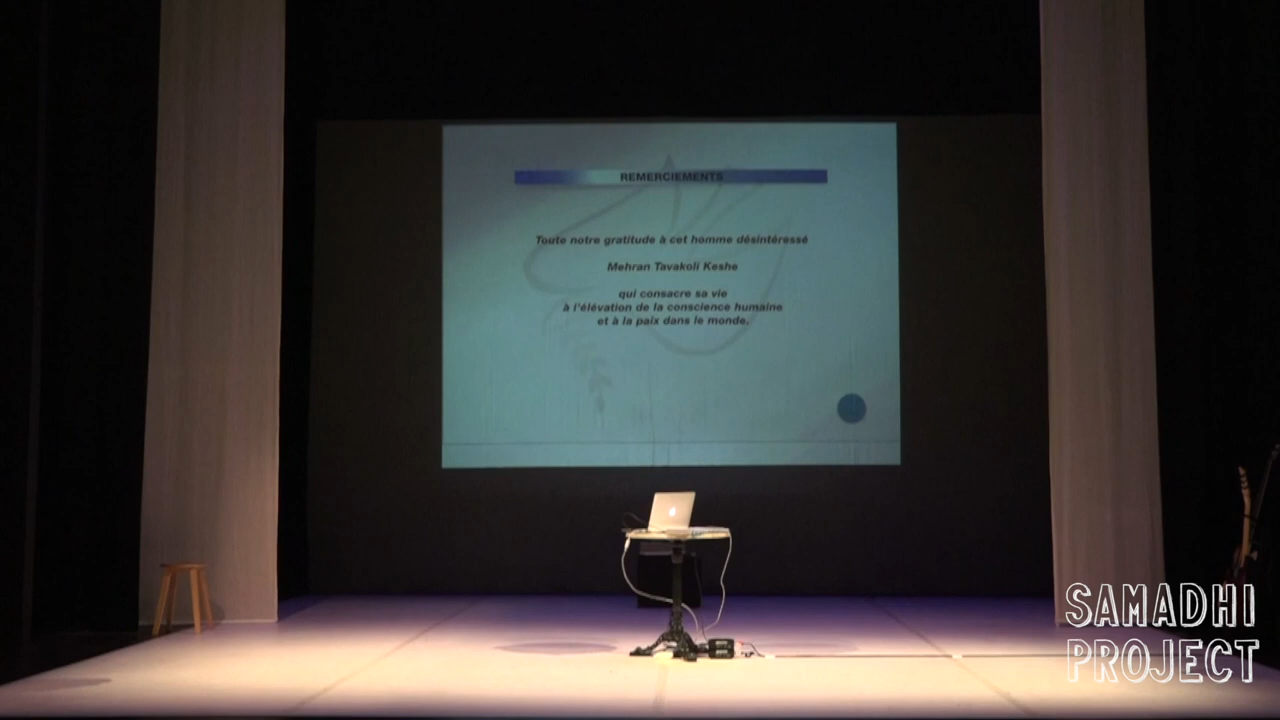 REMERCIEMENTS
Toute notre gratitude à cet homme désintéressé
Mehran Tavakoli Keshe
qui consacre sa vie
à l'élévation de la conscience humaine
et à la paix dans le monde.
SAMADHI
PROJECT